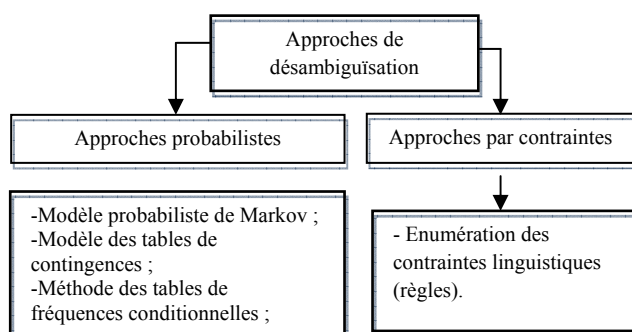 Approches de
désambiguïsation
Approches probabilistes
Approches par contraintes
-Modèle probabiliste de Markov ;
-Modèle des tables de
contingences ;
-Méthode des tables de
fréquences conditionnelles ;
- Enumération des
contraintes linguistiques
(règles).